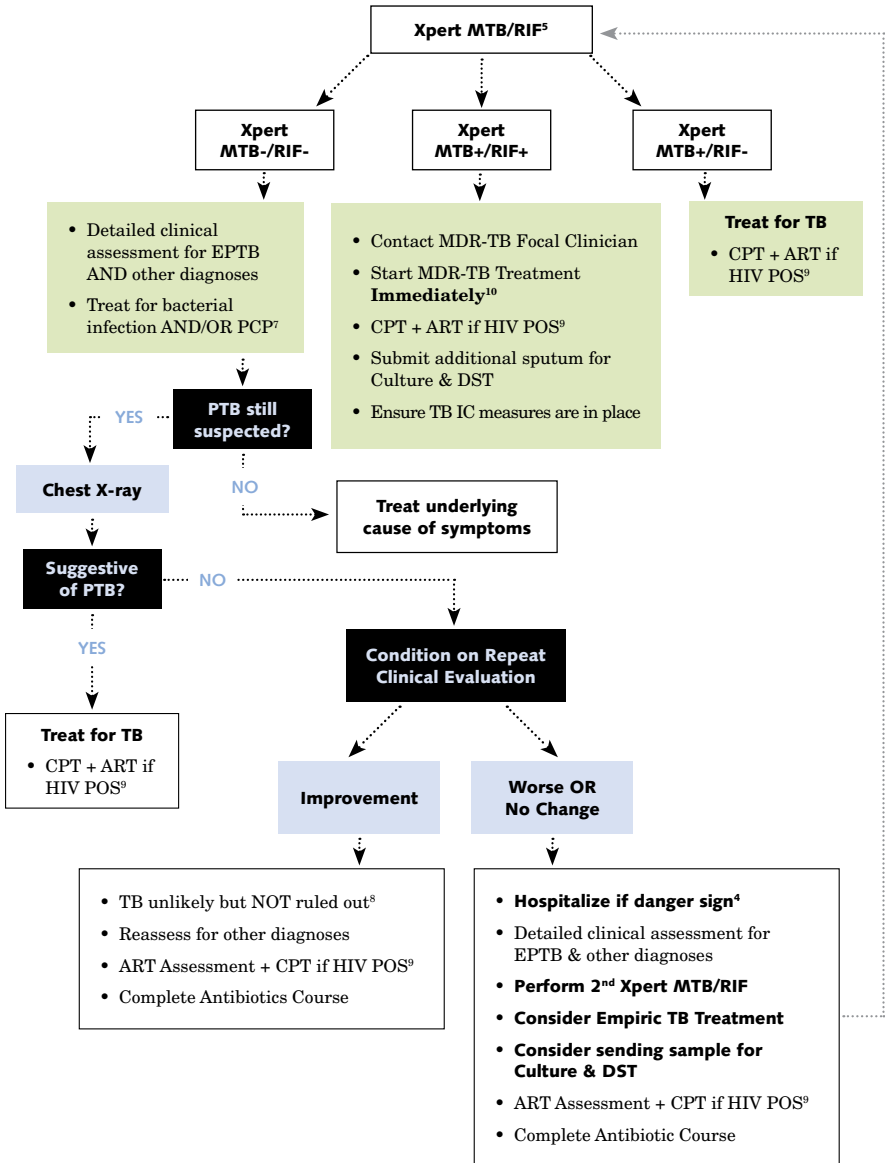 Xpert MTB/RIF⁵
Xpert
MTB-/RIF-
Xpert
MTB+/RIF+
Xpert
MTB+/RIF-
• Detailed clinical
assessment for EPTB
AND other diagnoses
• Treat for bacterial
infection AND/OR PCP⁷
• Contact MDR-TB Focal Clinician
• Start MDR-TB Treatment
Immediately¹⁰
• CPT + ART if HIV POS⁹
• Submit additional sputum for
Culture & DST
• Ensure TB IC measures are in place
Treat for TB
• CPT + ART if
HIV POS⁹
YES
PTB still
suspected?
Chest X-ray
NO
Treat underlying
cause of symptoms
Suggestive
of PTB?
NO
YES
Condition on Repeat
Clinical Evaluation
Treat for TB
• CPT + ART if
HIV POS⁹
Improvement
Worse OR
No Change
• TB unlikely but NOT ruled out⁸
• Reassess for other diagnoses
• ART Assessment + CPT if HIV POS⁹
• Complete Antibiotics Course
• Hospitalize if danger sign⁴
• Detailed clinical assessment for
EPTB & other diagnoses
• Perform 2ⁿᵈ Xpert MTB/RIF
• Consider Empiric TB Treatment
• Consider sending sample for
Culture & DST
• ART Assessment + CPT if HIV POS⁹
• Complete Antibiotic Course